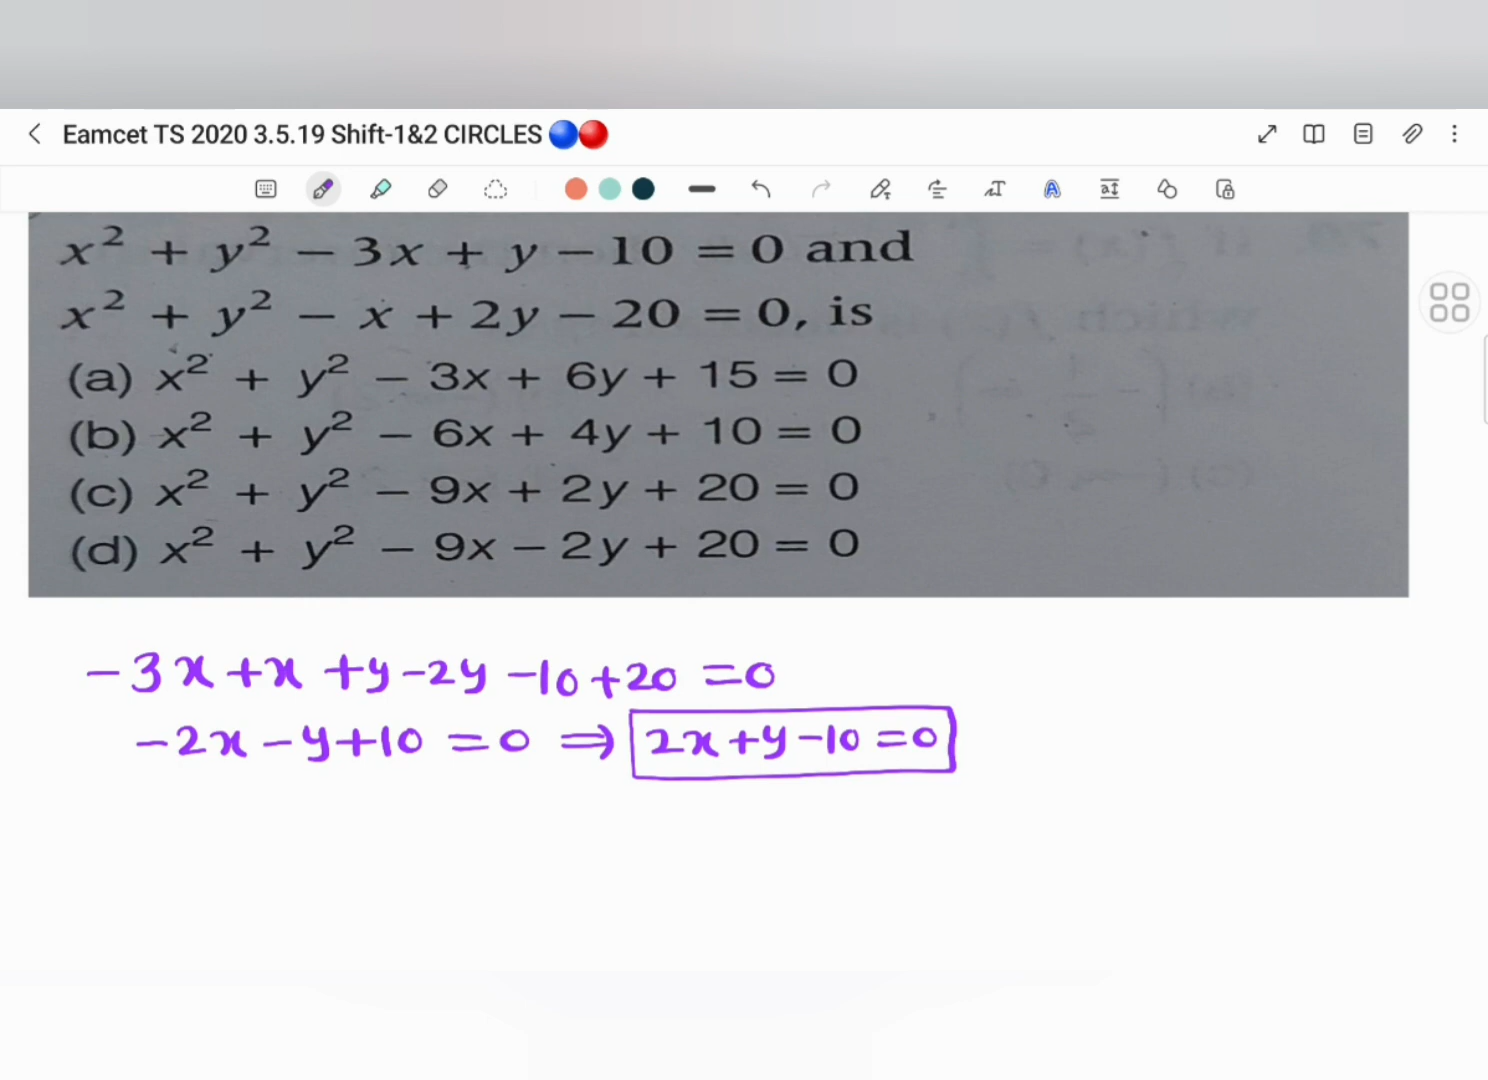 Eamcet TS 2020 3.5.19 Shift-1&2 CIRCLES
x² + y² − 3x + y − 10 = 0 and
x² + y² − x + 2y − 20 = 0, is
(a) x² + y² − 3x + 6y + 15 = 0
(b) x² + y² − 6x + 4y + 10 = 0
(c) x² + y² − 9x + 2y + 20 = 0
(d) x² + y² − 9x − 2y + 20 = 0
-3x+x +y-2y -10+20 =0
-2x-y+10 =0 ⇒ 2x+y-10=0